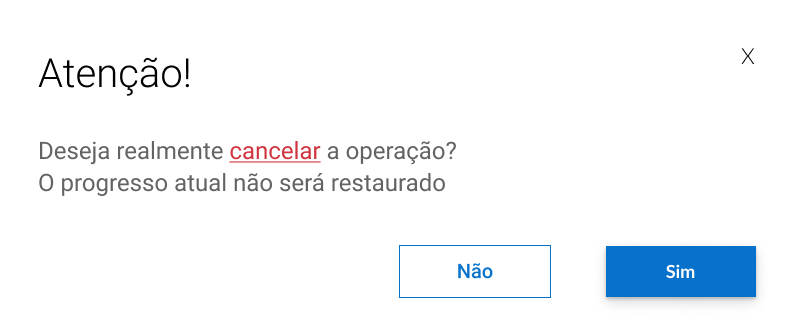 Atenção!
X
Deseja realmente cancelar a operação?
O progresso atual não será restaurado
Não
Sim